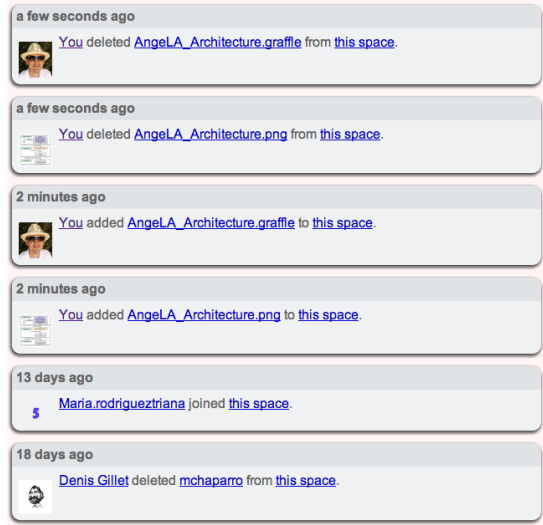 a few seconds ago
You deleted AngeLA_Architecture.graffle from this space.
a few seconds ago
You deleted AngeLA_Architecture.png from this space.
2 minutes ago
You added AngeLA_Architecture.graffle to this space.
2 minutes ago
You added AngeLA_Architecture.png to this space.
13 days ago
5
Maria.rodrigueztriana joined this space.
18 days ago
Denis Gillet deleted mchaparro from this space.